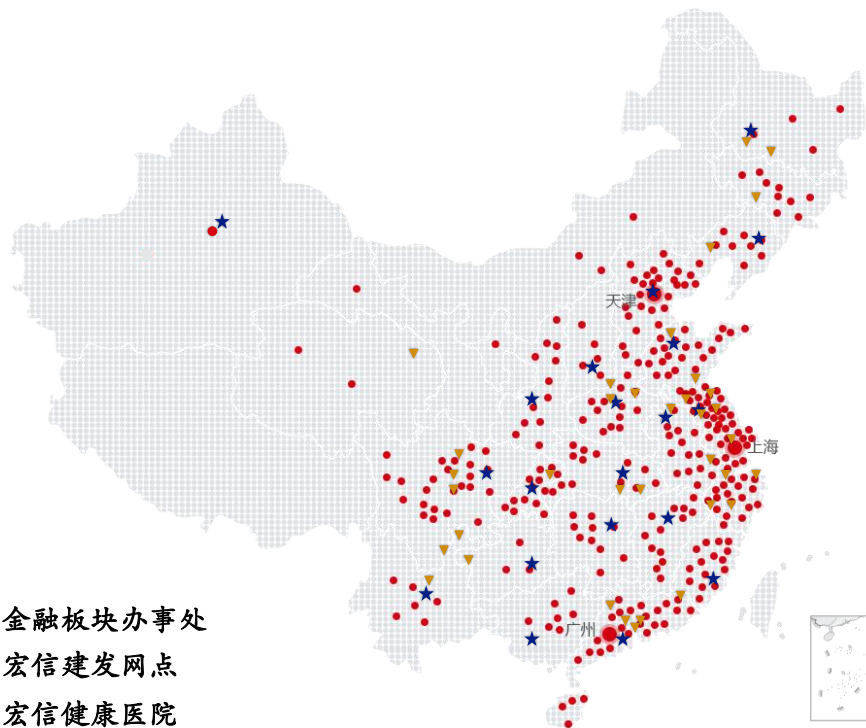 天津
上海
广州
金融板块办事处
宏信建发网点
宏信健康医院